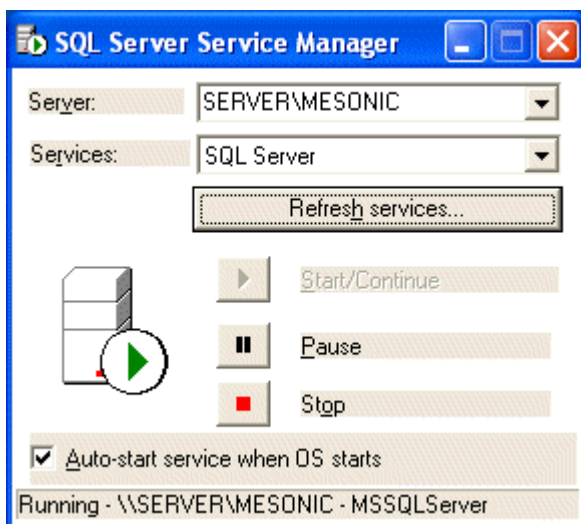 SQL Server Service Manager
Server: SERVER\MESONIC
Services: SQL Server
Refresh services...
Start/Continue
Pause
Stop
Auto-start service when OS starts
Running - \\SERVER\MESONIC - MSSQLServer